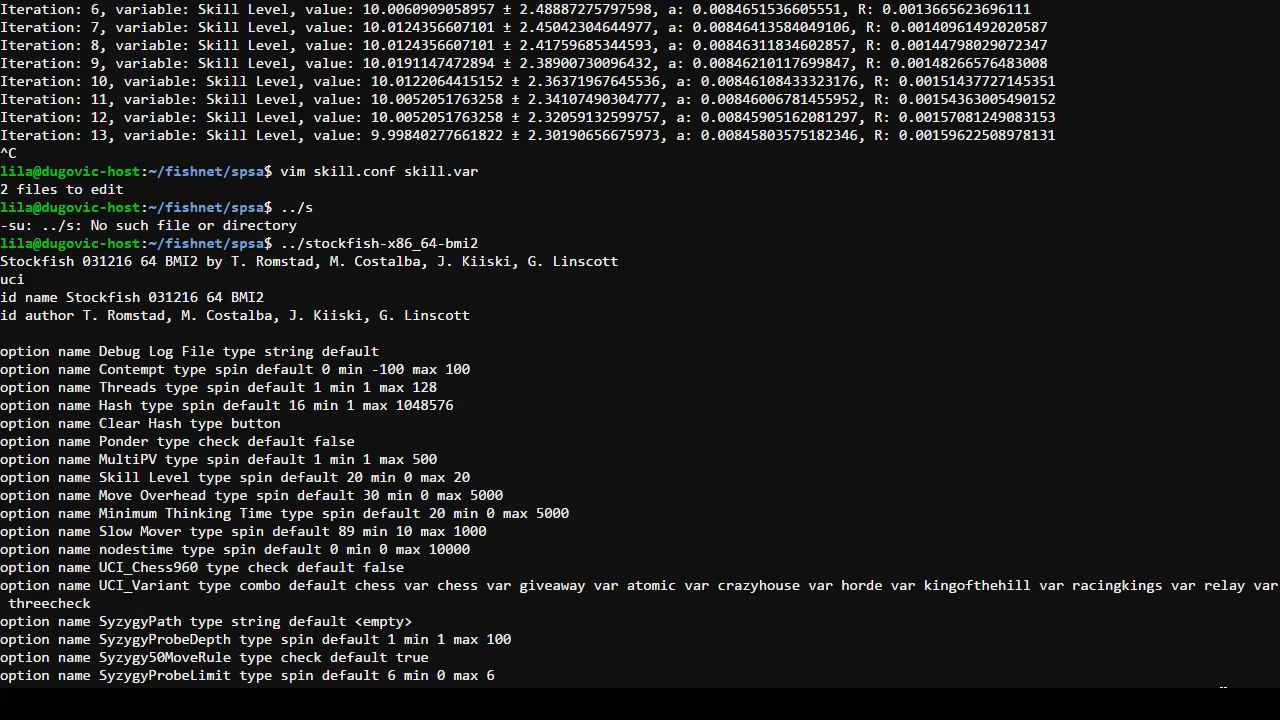 Iteration: 6, variable: Skill Level, value: 10.0060909058957 ± 2.48887275797598, a: 0.0084651536605551, R: 0.0013665623696111
Iteration: 7, variable: Skill Level, value: 10.0124356607101 ± 2.45042304644977, a: 0.00846413584049106, R: 0.00140961492020587
Iteration: 8, variable: Skill Level, value: 10.0124356607101 ± 2.41759685344593, a: 0.00846311834602857, R: 0.00144798029072347
Iteration: 9, variable: Skill Level, value: 10.0191147472894 ± 2.38900730096432, a: 0.00846210117699847, R: 0.00148266576483008
Iteration: 10, variable: Skill Level, value: 10.0122064415152 ± 2.36371967645536, a: 0.00846108433323176, R: 0.00151437727145351
Iteration: 11, variable: Skill Level, value: 10.0052051763258 ± 2.34107490304777, a: 0.00846006781455952, R: 0.00154363005490152
Iteration: 12, variable: Skill Level, value: 10.0052051763258 ± 2.32059132599757, a: 0.00845905162081297, R: 0.00157081249083153
Iteration: 13, variable: Skill Level, value: 9.99840277661822 ± 2.30190656675973, a: 0.00845803575182346, R: 0.00159622508978131
^C
lila@dugovic-host:~/fishnet/spsa$ vim skill.conf skill.var
2 files to edit
lila@dugovic-host:~/fishnet/spsa$ ../s
-su: ../s: No such file or directory
lila@dugovic-host:~/fishnet/spsa$ ../stockfish-x86_64-bmi2
Stockfish 031216 64 BMI2 by T. Romstad, M. Costalba, J. Kiiski, G. Linscott
uci
id name Stockfish 031216 64 BMI2
id author T. Romstad, M. Costalba, J. Kiiski, G. Linscott
option name Debug Log File type string default
option name Contempt type spin default 0 min -100 max 100
option name Threads type spin default 1 min 1 max 128
option name Hash type spin default 16 min 1 max 1048576
option name Clear Hash type button
option name Ponder type check default false
option name MultiPV type spin default 1 min 1 max 500
option name Skill Level type spin default 20 min 0 max 20
option name Move Overhead type spin default 30 min 0 max 5000
option name Minimum Thinking Time type spin default 20 min 0 max 5000
option name Slow Mover type spin default 89 min 10 max 1000
option name nodestime type spin default 0 min 0 max 10000
option name UCI_Chess960 type check default false
option name UCI_Variant type combo default chess var chess var giveaway var atomic var crazyhouse var horde var kingofthehill var racingkings var relay var
threecheck
option name SyzygyPath type string default <empty>
option name SyzygyProbeDepth type spin default 1 min 1 max 100
option name Syzygy50MoveRule type check default true
option name SyzygyProbeLimit type spin default 6 min 0 max 6